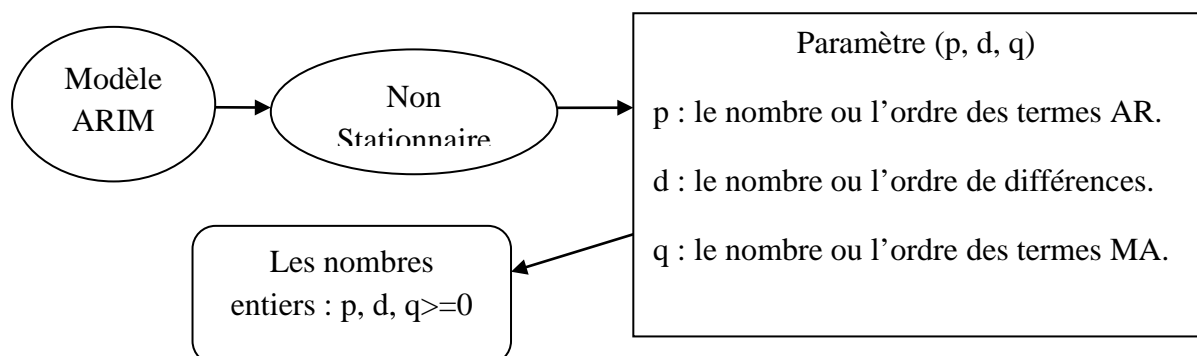 Modèle
ARIM
Non
Stationnaire
Paramètre (p, d, q)
p : le nombre ou l’ordre des termes AR.
d : le nombre ou l’ordre de différences.
q : le nombre ou l’ordre des termes MA.
Les nombres
entiers : p, d, q>=0